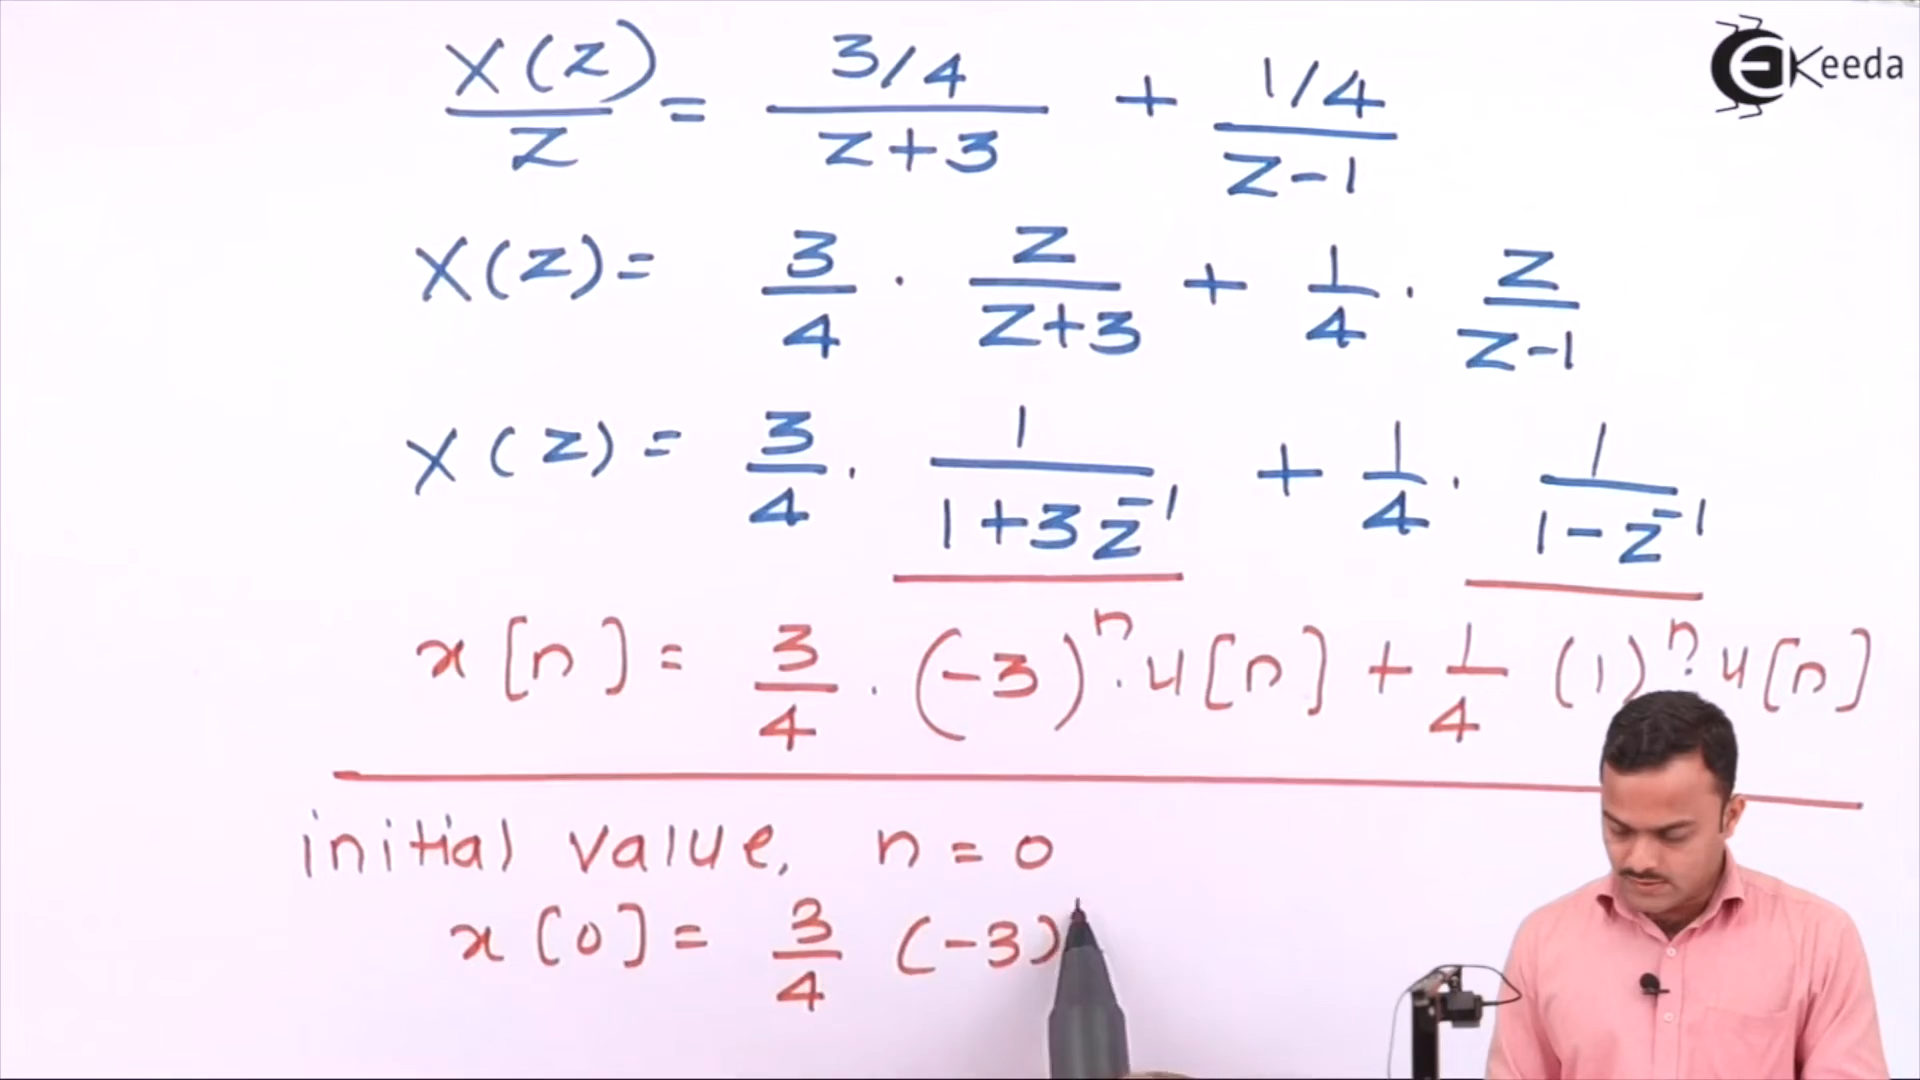 EKeeda
X(z)/z = (3/4)/(z+3) + (1/4)/(z-1)
X(z) = 3/4 . z/(z+3) + 1/4 . z/(z-1)
X(z) = 3/4 . 1/(1+3z⁻¹) + 1/4 . 1/(1-z⁻¹)
x[n] = 3/4 . (-3)ⁿ . u[n] + 1/4 (1)ⁿ . u[n]
initial value, n = 0
x[0] = 3/4 (-3)